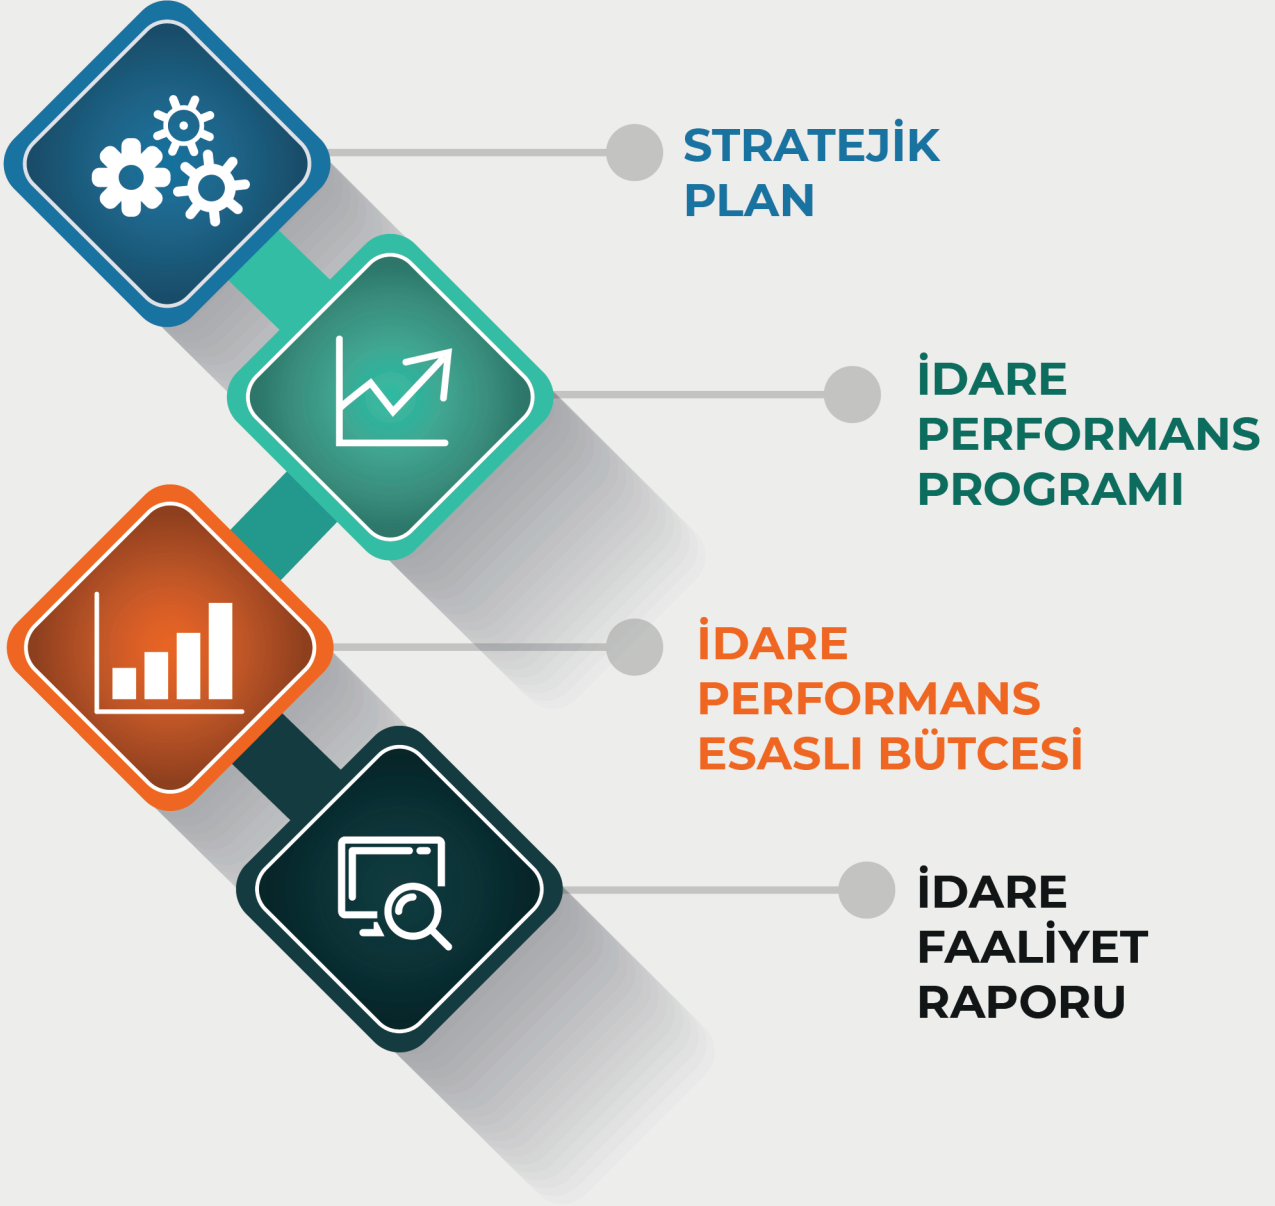 STRATEJİK
PLAN
İDARE
PERFORMANS
PROGRAMI
İDARE
PERFORMANS
ESASLI BÜTCESİ
İDARE
FAALİYET
RAPORU